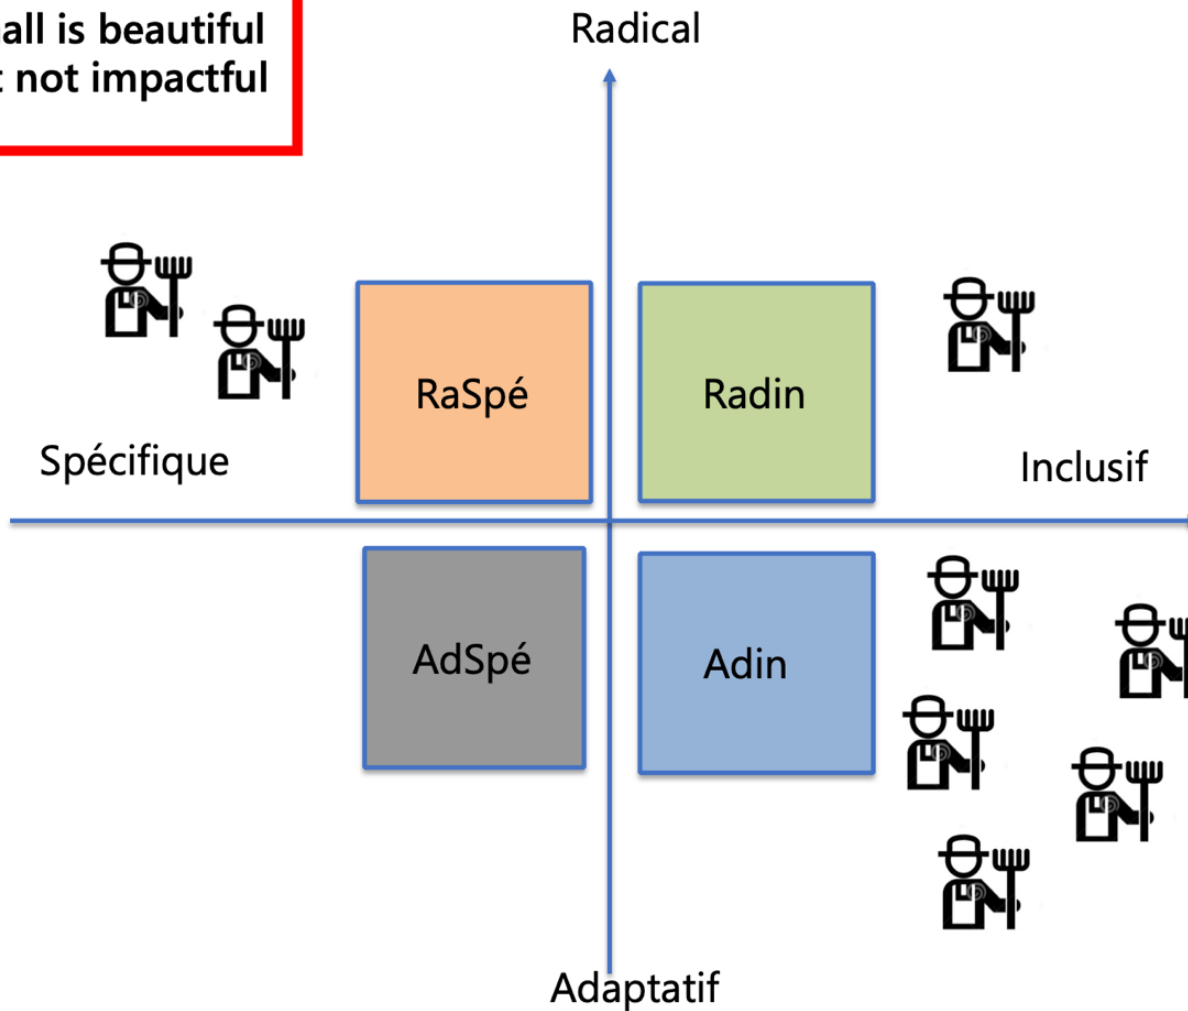 all is beautiful
not impactful
Radical
RaSpé
Radin
Spécifique
Inclusif
AdSpé
Adin
Adaptatif